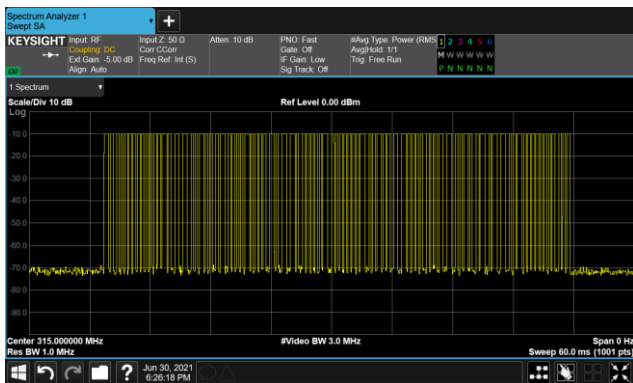 Spectrum Analyzer 1
Swept SA
+
KEYSIGHT Input: RF Input Z: 50 Ω Atten: 10 dB PNO: Fast #Avg Type: Power (RMS 1 2 3 4 5 6
Coupling: DC Corr CCorr Gate: Off Avg|Hold: 1/1 M W W W W W
Ext Gain: -5.00 dB Freq Ref: Int (S) IF Gain: Low Trig: Free Run
Align: Auto Sig Track: Off P N N N N N
1 Spectrum
Scale/Div 10 dB Ref Level 0.00 dBm
Log
-10.0
-20.0
-30.0
-40.0
-50.0
-60.0
-70.0
-80.0
-90.0
Center 315.000000 MHz #Video BW 3.0 MHz Span 0 Hz
Res BW 1.0 MHz Sweep 60.0 ms (1001 pts)
? Jun 30, 2021
6:26:18 PM